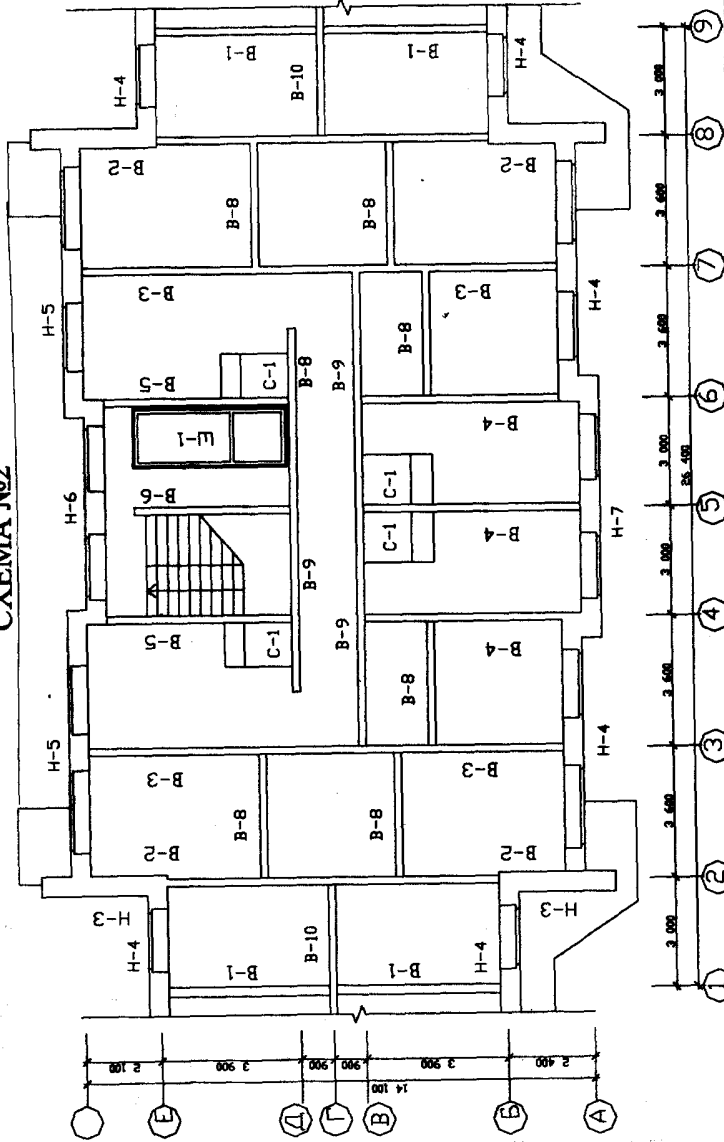 СХЕМА №2
Н-4
В-1
В-10
В-1
Н-4
В-2
В-8
В-8
В-2
Н-5
В-3
В-8
В-3
Н-4
В-5
С-1
В-8
В-9
Ш-1
В-4
С-1
Н-6
В-6
С-1
В-4
Н-7
В-9
В-5
С-1
В-9
В-8
В-4
Н-5
В-3
В-8
В-8
В-3
Н-4
В-2
В-2
Н-3
Н-4
В-1
В-10
В-1
Н-4
Н-3
2 100
3 900
900
900
3 900
2 400
14 100
Е
Д
Г
В
Б
А
3 000
3 600
3 600
3 000
3 000
3 600
3 600
3 000
26 400
1
2
3
4
5
6
7
8
9